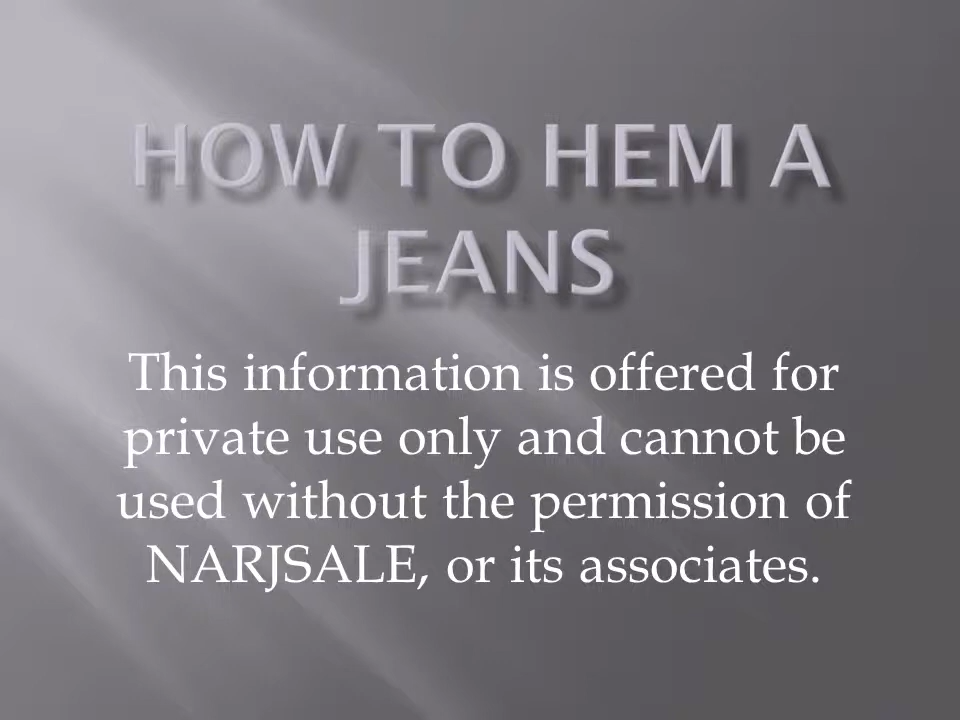 HOW TO HEM A
JEANS
This information is offered for
private use only and cannot be
used without the permission of
NARJSALE, or its associates.